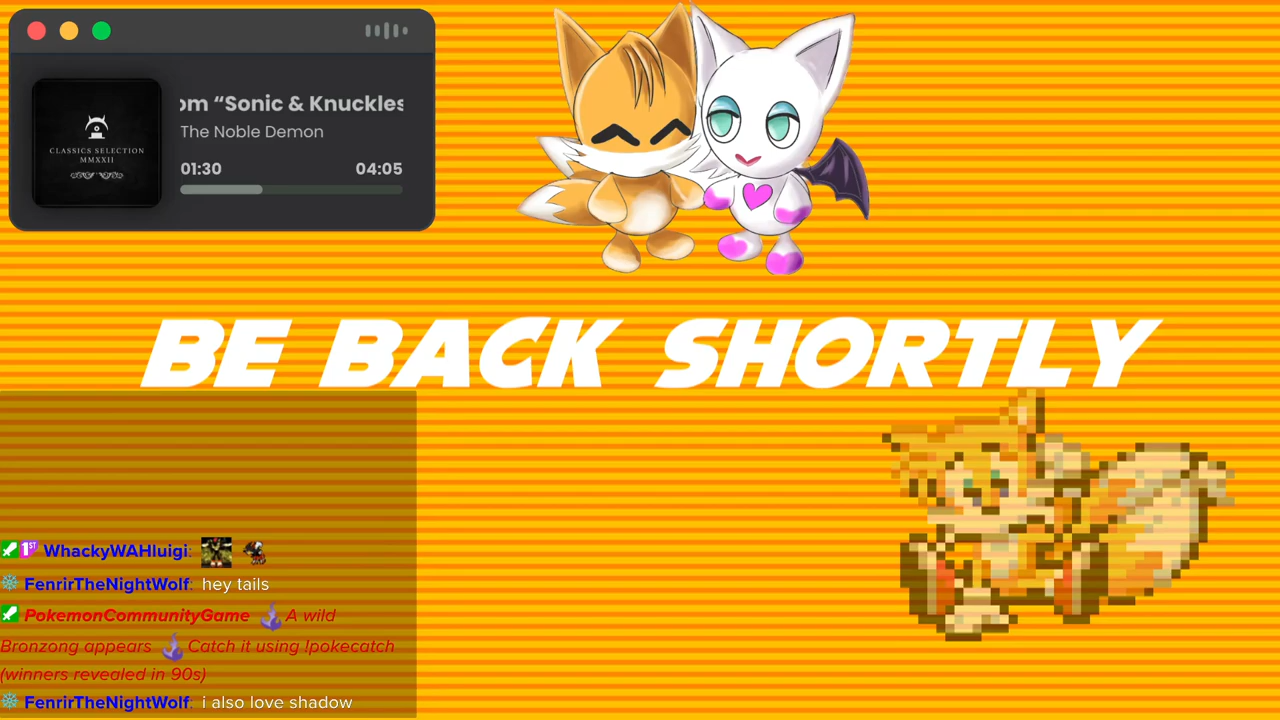 om “Sonic & Knuckles
The Noble Demon
01:30 04:05
CLASSICS SELECTION
MMXXII
BE BACK SHORTLY
1ST WhackyWAHluigi:
FenrirTheNightWolf: hey tails
PokemonCommunityGame A wild
Bronzong appears Catch it using !pokecatch
(winners revealed in 90s)
FenrirTheNightWolf: i also love shadow